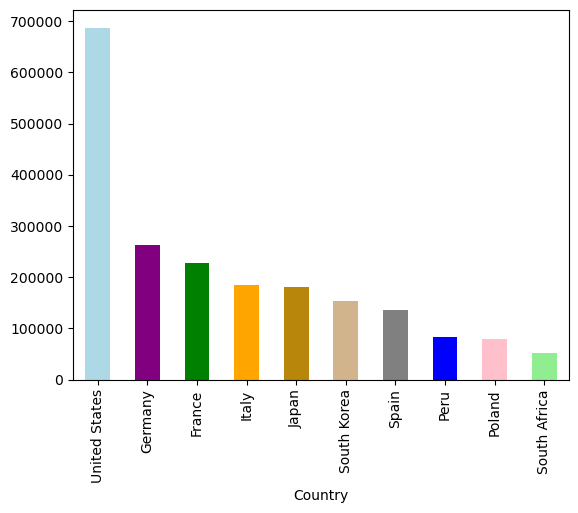 700000
600000
500000
400000
300000
200000
100000
0
United States
Germany
France
Italy
Japan
South Korea
Spain
Peru
Poland
South Africa
Country